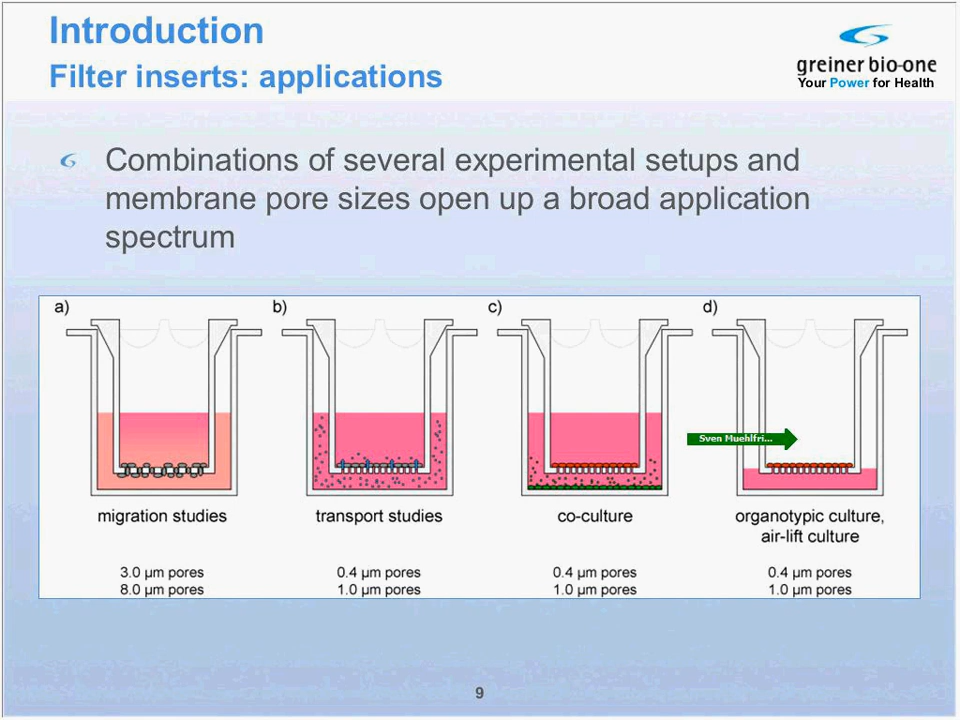 Introduction
Filter inserts: applications
greiner bio-one
Your Power for Health
Combinations of several experimental setups and
membrane pore sizes open up a broad application
spectrum
a)
b)
c)
d)
Sven Muehlfri...
migration studies
transport studies
co-culture
organotypic culture,
air-lift culture
3.0 µm pores
8.0 µm pores
0.4 µm pores
1.0 µm pores
0.4 µm pores
1.0 µm pores
0.4 µm pores
1.0 µm pores
9